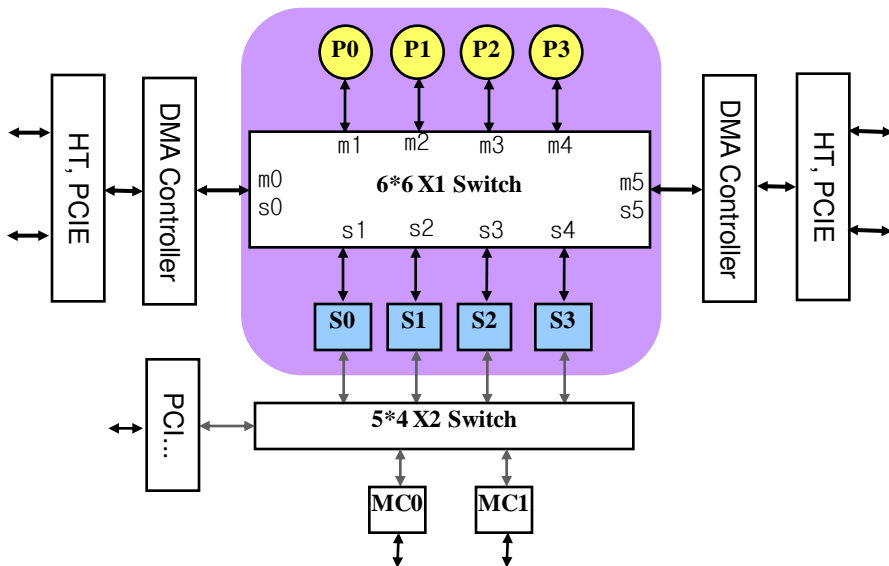 P0 P1 P2 P3
m1 m2 m3 m4
6*6 X1 Switch
m0
s0
m5
s5
s1 s2 s3 s4
HT, PCIE
DMA Controller
DMA Controller
HT, PCIE
S0 S1 S2 S3
PCI...
5*4 X2 Switch
MC0 MC1